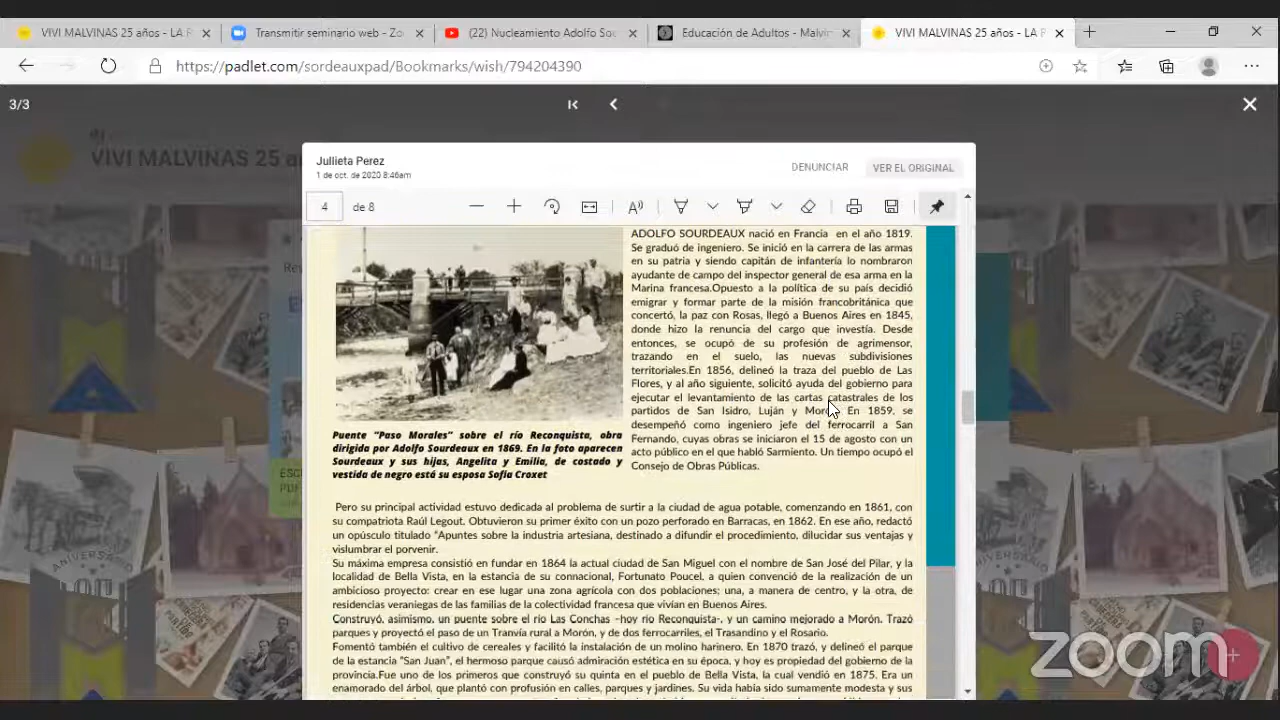 VIVI MALVINAS 25 años - LA P
Transmitir seminario web - Zo
(22) Nucleamiento Adolfo Sou
Educación de Adultos - Malvin
VIVI MALVINAS 25 años - LA P
https://padlet.com/sordeauxpad/Bookmarks/wish/794204390
3/3
VIVI MALVINAS 25 a
Jullieta Perez
1 de oct. de 2020 8:46am
DENUNCIAR
VER EL ORIGINAL
4 de 8
ADOLFO SOURDEAUX nació en Francia en el año 1819.
Se graduó de ingeniero. Se inició en la carrera de las armas
en su patria y siendo capitán de infantería lo nombraron
ayudante de campo del inspector general de esa arma en la
Marina francesa.Opuesto a la política de su país decidió
emigrar y formar parte de la misión francobritánica que
concertó, la paz con Rosas, llegó a Buenos Aires en 1845,
donde hizo la renuncia del cargo que investía. Desde
entonces, se ocupó de su profesión de agrimensor,
trazando en el suelo, las nuevas subdivisiones
territoriales.En 1856, delineó la traza del pueblo de Las
Flores, y al año siguiente, solicitó ayuda del gobierno para
ejecutar el levantamiento de las cartas catastrales de los
partidos de San Isidro, Luján y Morón. En 1859, se
desempeñó como ingeniero jefe del ferrocarril a San
Fernando, cuyas obras se iniciaron el 15 de agosto con un
acto público en el que habló Sarmiento. Un tiempo ocupó el
Consejo de Obras Públicas.
Puente "Paso Morales" sobre el río Reconquista, obra
dirigida por Adolfo Sourdeaux en 1869. En la foto aparecen
Sourdeaux y sus hijas, Angelita y Emilia, de costado y
vestida de negro está su esposa Sofía Croxet
Pero su principal actividad estuvo dedicada al problema de surtir a la ciudad de agua potable, comenzando en 1861, con
su compatriota Raúl Legout. Obtuvieron su primer éxito con un pozo perforado en Barracas, en 1862. En ese año, redactó
un opúsculo titulado "Apuntes sobre la industria artesiana, destinado a difundir el procedimiento, dilucidar sus ventajas y
vislumbrar el porvenir.
Su máxima empresa consistió en fundar en 1864 la actual ciudad de San Miguel con el nombre de San José del Pilar, y la
localidad de Bella Vista, en la estancia de su connacional, Fortunato Poucel, a quien convenció de la realización de un
ambicioso proyecto: crear en ese lugar una zona agrícola con dos poblaciones; una, a manera de centro, y la otra, de
residencias veraniegas de las familias de la colectividad francesa que vivían en Buenos Aires.
Construyó, asimismo, un puente sobre el río Las Conchas -hoy río Reconquista-, y un camino mejorado a Morón. Trazó
parques y proyectó el paso de un Tranvía rural a Morón, y de dos ferrocarriles, el Trasandino y el Rosario.
Fomentó también el cultivo de cereales y facilitó la instalación de un molino harinero. En 1870 trazó, y delineó el parque
de la estancia "San Juan", el hermoso parque causó admiración estética en su época, y hoy es propiedad del gobierno de la
provincia.Fue uno de los primeros que construyó su quinta en el pueblo de Bella Vista, la cual vendió en 1875. Era un
enamorado del árbol, que plantó con profusión en calles, parques y jardines. Su vida había sido sumamente modesta y sus
ANIVERSARIO
zoom